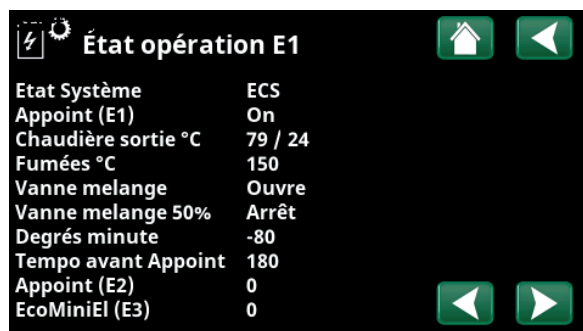 État opération E1
Etat Système ECS
Appoint (E1) On
Chaudière sortie °C 79 / 24
Fumées °C 150
Vanne melange Ouvre
Vanne melange 50% Arrêt
Degrés minute -80
Tempo avant Appoint 180
Appoint (E2) 0
EcoMiniEl (E3) 0